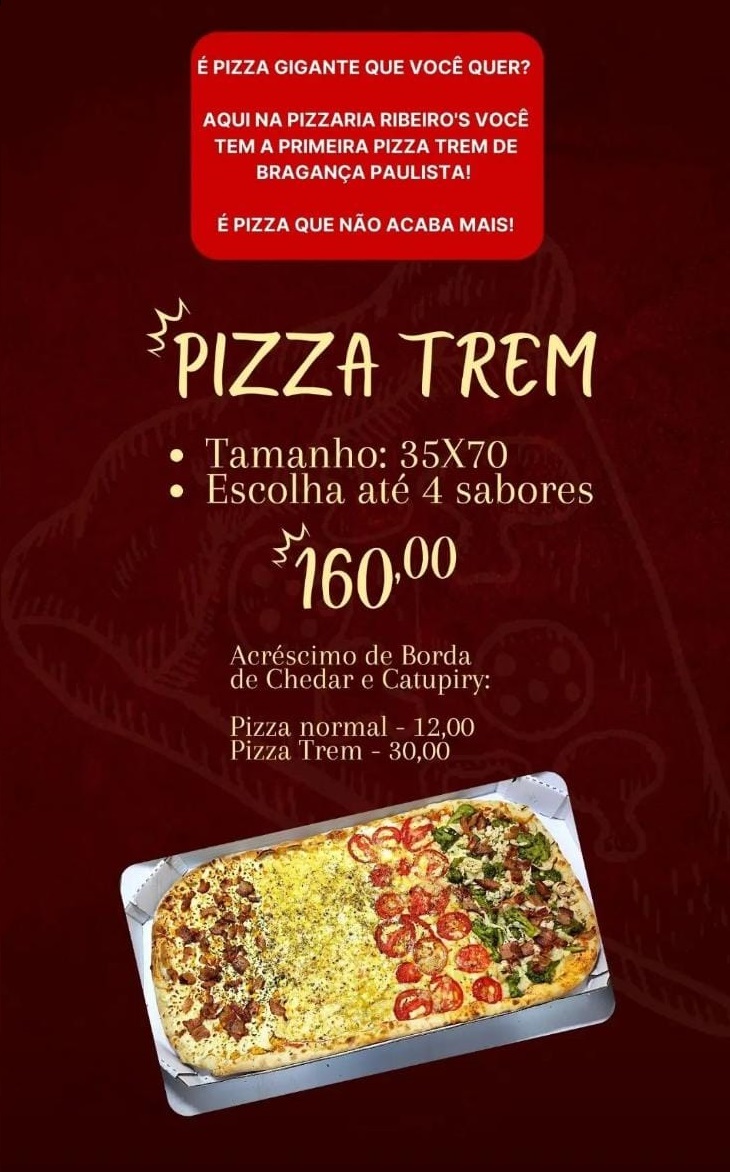 É PIZZA GIGANTE QUE VOCÊ QUER?
AQUI NA PIZZARIA RIBEIRO'S VOCÊ
TEM A PRIMEIRA PIZZA TREM DE
BRAGANÇA PAULISTA!
É PIZZA QUE NÃO ACABA MAIS!
PIZZA TREM
• Tamanho: 35X70
• Escolha até 4 sabores
160,00
Acréscimo de Borda
de Chedar e Catupiry:
Pizza normal - 12,00
Pizza Trem - 30,00